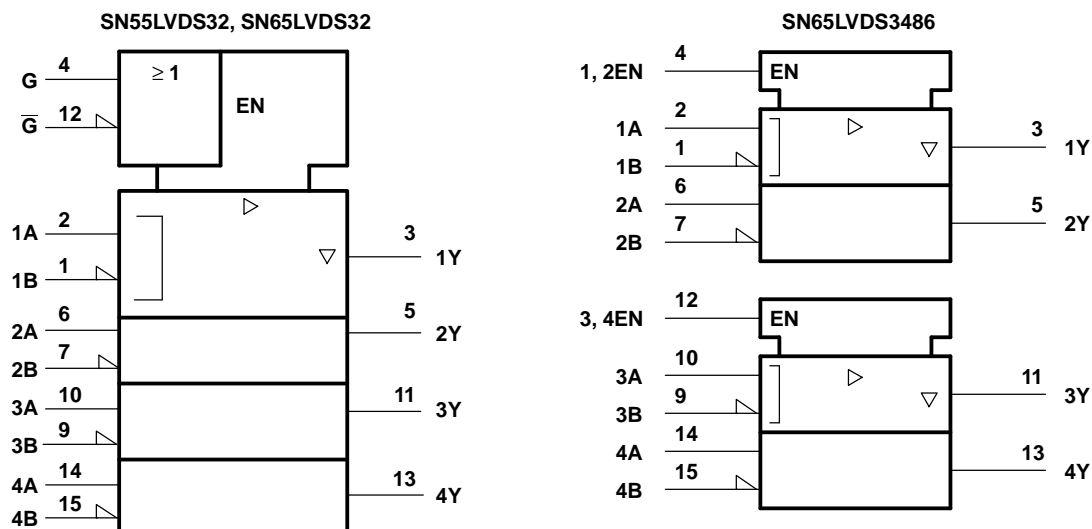 SN55LVDS32, SN65LVDS32
G 4 ≥ 1
EN
G̅ 12
1A 2
3 1Y
1B 1
2A 6
5 2Y
2B 7
3A 10
11 3Y
3B 9
4A 14
13 4Y
4B 15
SN65LVDS3486
1, 2EN 4 EN
1A 2
3 1Y
1B 1
2A 6
5 2Y
2B 7
3, 4EN 12 EN
3A 10
11 3Y
3B 9
4A 14
13 4Y
4B 15